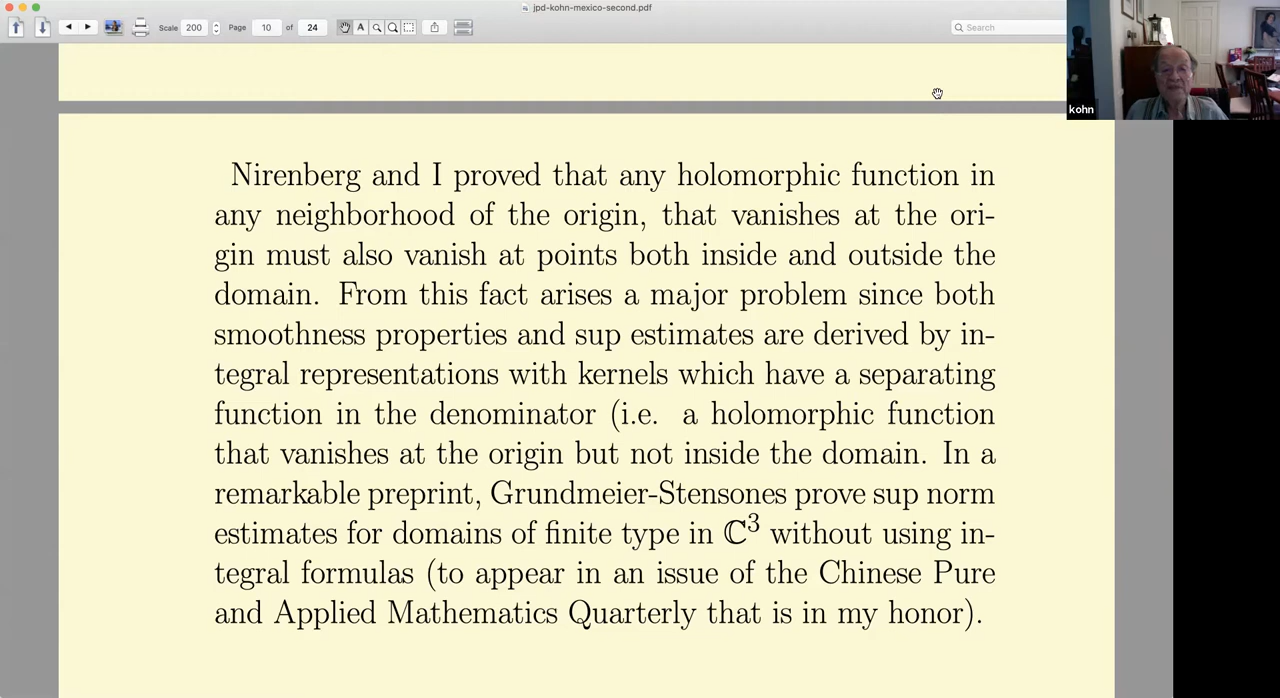 jpd-kohn-mexico-second.pdf
Scale 200 Page 10 of 24 A Search
kohn
Nirenberg and I proved that any holomorphic function in
any neighborhood of the origin, that vanishes at the ori-
gin must also vanish at points both inside and outside the
domain. From this fact arises a major problem since both
smoothness properties and sup estimates are derived by in-
tegral representations with kernels which have a separating
function in the denominator (i.e. a holomorphic function
that vanishes at the origin but not inside the domain. In a
remarkable preprint, Grundmeier-Stensones prove sup norm
estimates for domains of finite type in ℂ³ without using in-
tegral formulas (to appear in an issue of the Chinese Pure
and Applied Mathematics Quarterly that is in my honor).